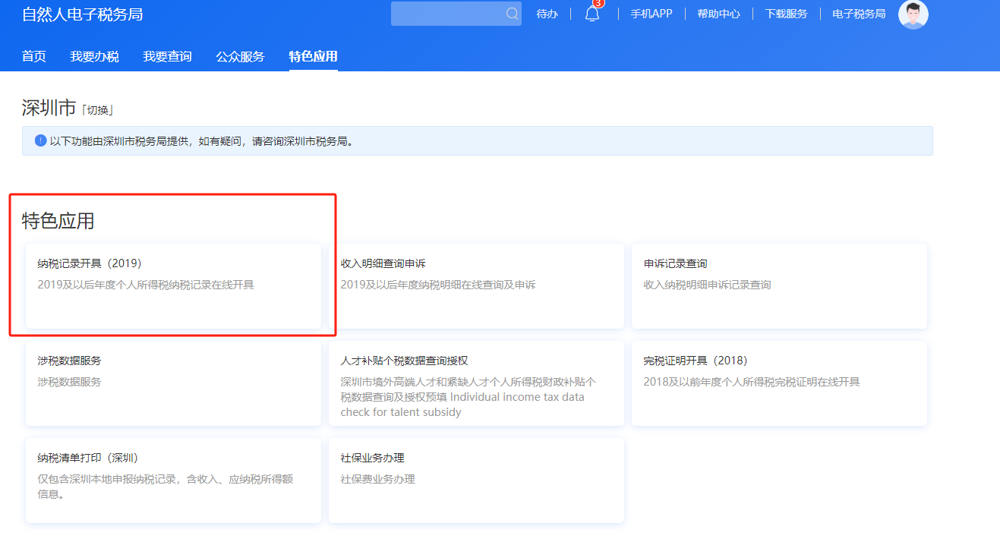 自然人电子税务局
待办
3
手机APP
帮助中心
下载服务
电子税务局
首页
我要办税
我要查询
公众服务
特色应用
深圳市「切换」
以下功能由深圳市税务局提供，如有疑问，请咨询深圳市税务局。
特色应用
纳税记录开具（2019）
2019及以后年度个人所得税纳税记录在线开具
收入明细查询申诉
2019及以后年度纳税明细在线查询及申诉
申诉记录查询
收入纳税明细申诉记录查询
涉税数据服务
涉税数据服务
人才补贴个税数据查询授权
深圳市境外高端人才和紧缺人才个人所得税财政补贴个
税数据查询及授权预填 Individual income tax data
check for talent subsidy
完税证明开具（2018）
2018及以前年度个人所得税完税证明在线开具
纳税清单打印（深圳）
仅包含深圳本地申报纳税记录，含收入、应纳税所得额
信息。
社保业务办理
社保费业务办理